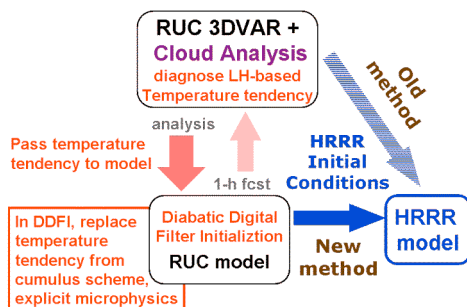 RUC 3DVAR +
Cloud Analysis
diagnose LH-based
Temperature tendency
Old
method
analysis
Pass temperature
tendency to model
1-h fcst
HRRR
Initial
Conditions
In DDFI, replace
temperature
tendency from
cumulus scheme,
explicit microphysics
Diabatic Digital
Filter Initializtion
RUC model
New
method
HRRR
model